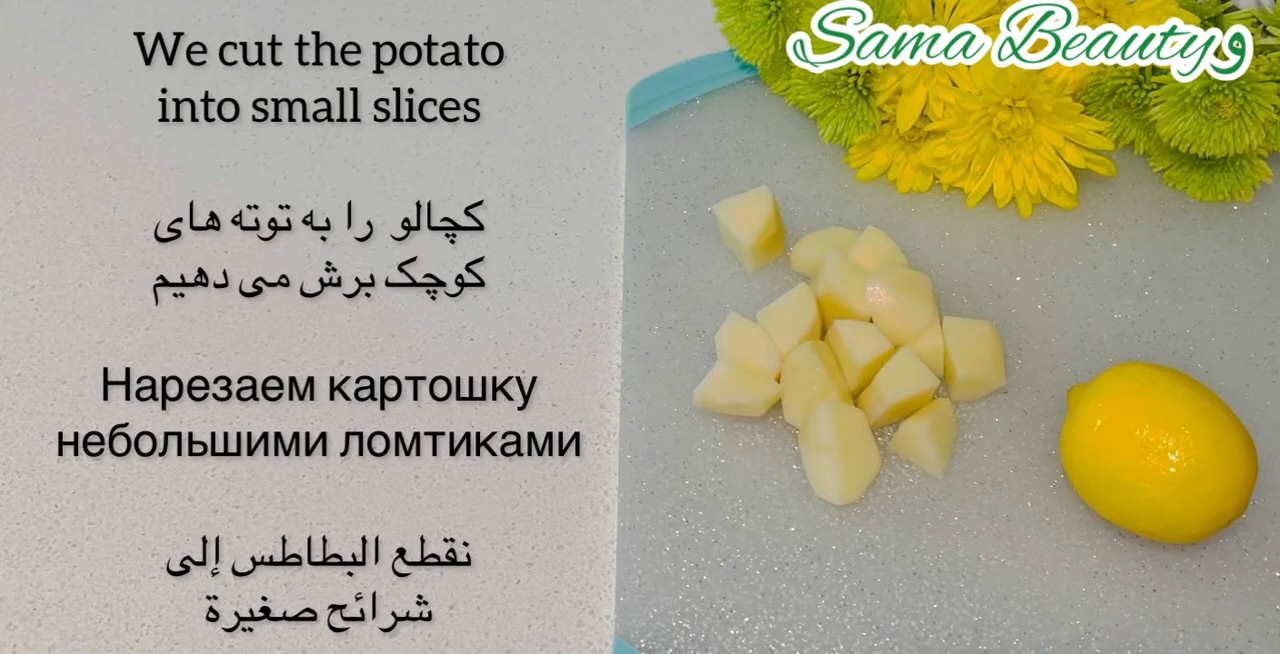 We cut the potato
into small slices
کچالو را به توته های
کوچک برش می دهیم
Нарезаем картошку
небольшими ломтиками
نقطع البطاطس إلى
شرائح صغيرة
Sama Beautyو